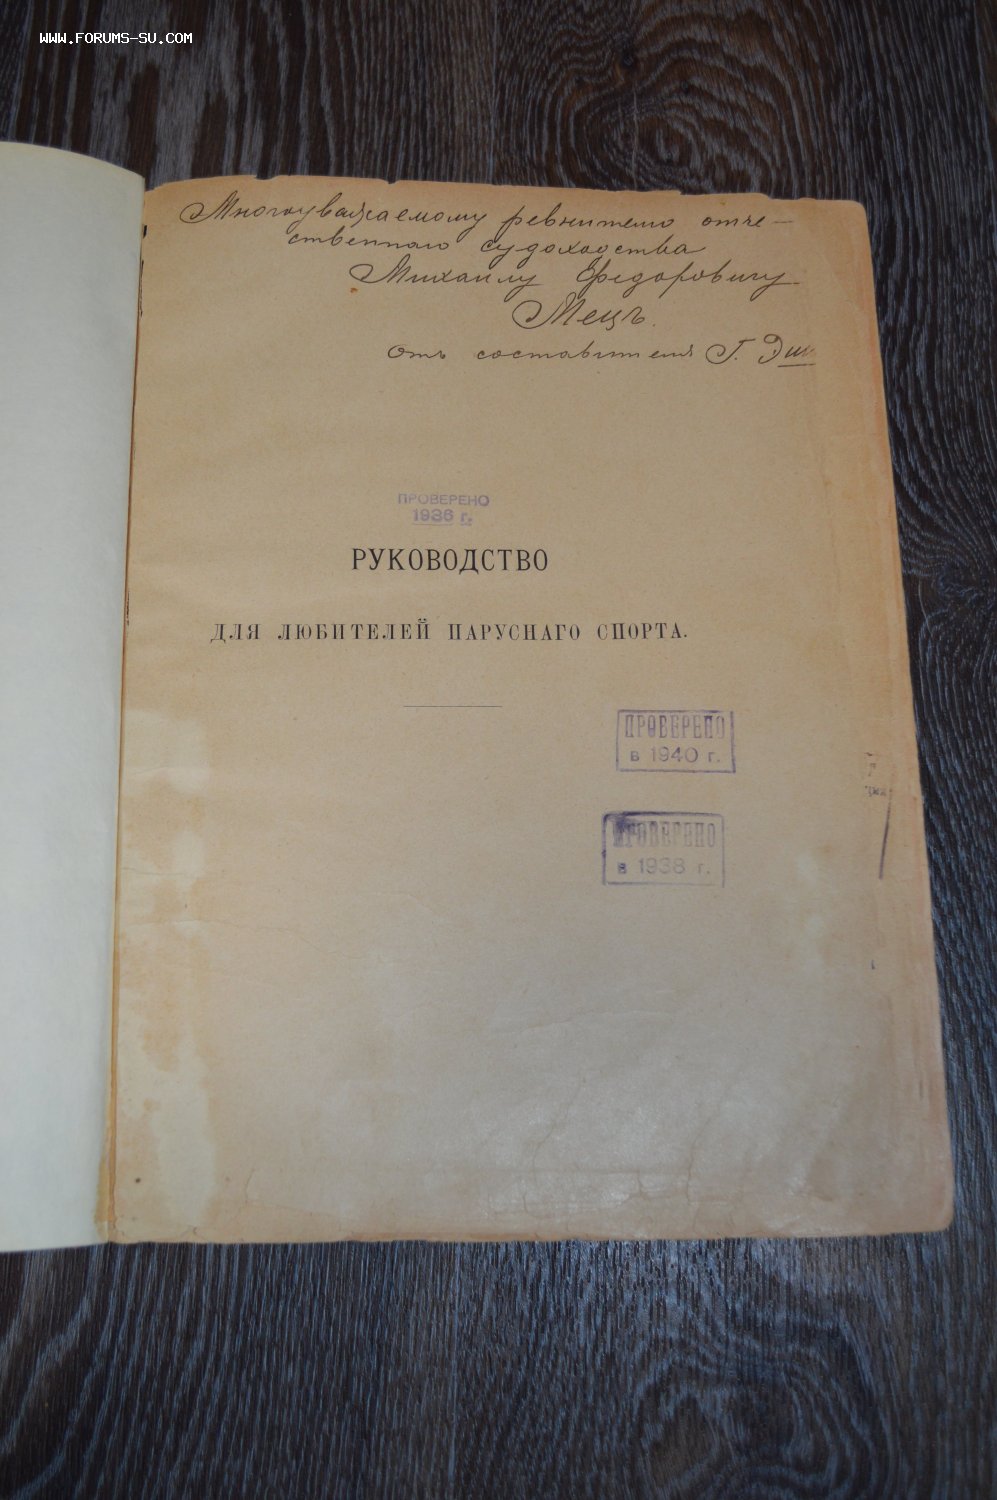 WWW.FORUMS-SU.COM
Многоуважаемому ревнителю отече-
ственнаго судоходства
Михаилу Федоровичу
Мецъ.
отъ составителя Г. Эш
ПРОВЕРЕНО
1936 г.
РУКОВОДСТВО
ДЛЯ ЛЮБИТЕЛЕЙ ПАРУСНАГО СПОРТА.
ПРОВЕРЕНО
в 1940 г.
ПРОВЕРЕНО
в 1938 г.